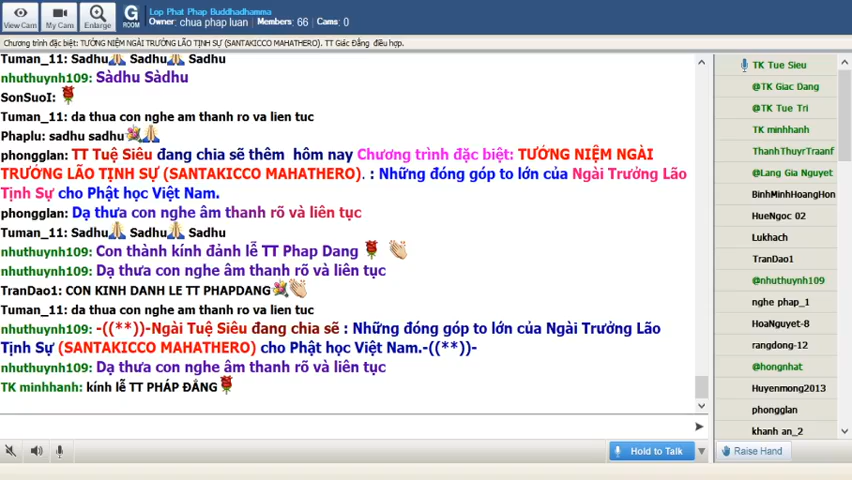 Lop Phat Phap Buddhadhamma
Owner: chua phap luan Members: 66 Cams: 0
View Cam My Cam Enlarge G ROOM
Chương trình đặc biệt: TƯỞNG NIỆM NGÀI TRƯỞNG LÃO TỊNH SỰ (SANTAKICCO MAHATHERO). TT Giác Đẳng điều hợp.
Tuman_11: Sadhu Sadhu Sadhu
nhuthuynh109: Sàdhu Sàdhu
SonSuoI:
Tuman_11: da thua con nghe am thanh ro va lien tuc
Phaplu: sadhu sadhu
phongglan: TT Tuệ Siêu đang chia sẽ thêm hôm nay Chương trình đặc biệt: TƯỞNG NIỆM NGÀI
TRƯỞNG LÃO TỊNH SỰ (SANTAKICCO MAHATHERO). : Những đóng góp to lớn của Ngài Trưởng Lão
Tịnh Sự cho Phật học Việt Nam.
phongglan: Dạ thưa con nghe âm thanh rõ và liên tục
Tuman_11: Sadhu Sadhu Sadhu
nhuthuynh109: Con thành kính đảnh lễ TT Phap Dang
nhuthuynh109: Dạ thưa con nghe âm thanh rõ và liên tục
TranDao1: CON KINH DANH LE TT PHAPDANG
Tuman_11: da thua con nghe am thanh ro va lien tuc
nhuthuynh109: -((**))-Ngài Tuệ Siêu đang chia sẽ : Những đóng góp to lớn của Ngài Trưởng Lão
Tịnh Sự (SANTAKICCO MAHATHERO) cho Phật học Việt Nam.-((**))-
nhuthuynh109: Dạ thưa con nghe âm thanh rõ và liên tục
TK minhhanh: kính lễ TT PHÁP ĐẲNG
Hold to Talk
TK Tue Sieu
@TK Giac Dang
@TK Tue Tri
TK minhhanh
ThanhThuyrTraanf
@Lang Gia Nguyet
BinhMinhHoangHon
HueNgoc 02
Lukhach
TranDao1
@nhuthuynh109
nghe phap_1
HoaNguyet-8
rangdong-12
@hongnhat
Huyenmong2013
phongglan
khanh an_2
Raise Hand